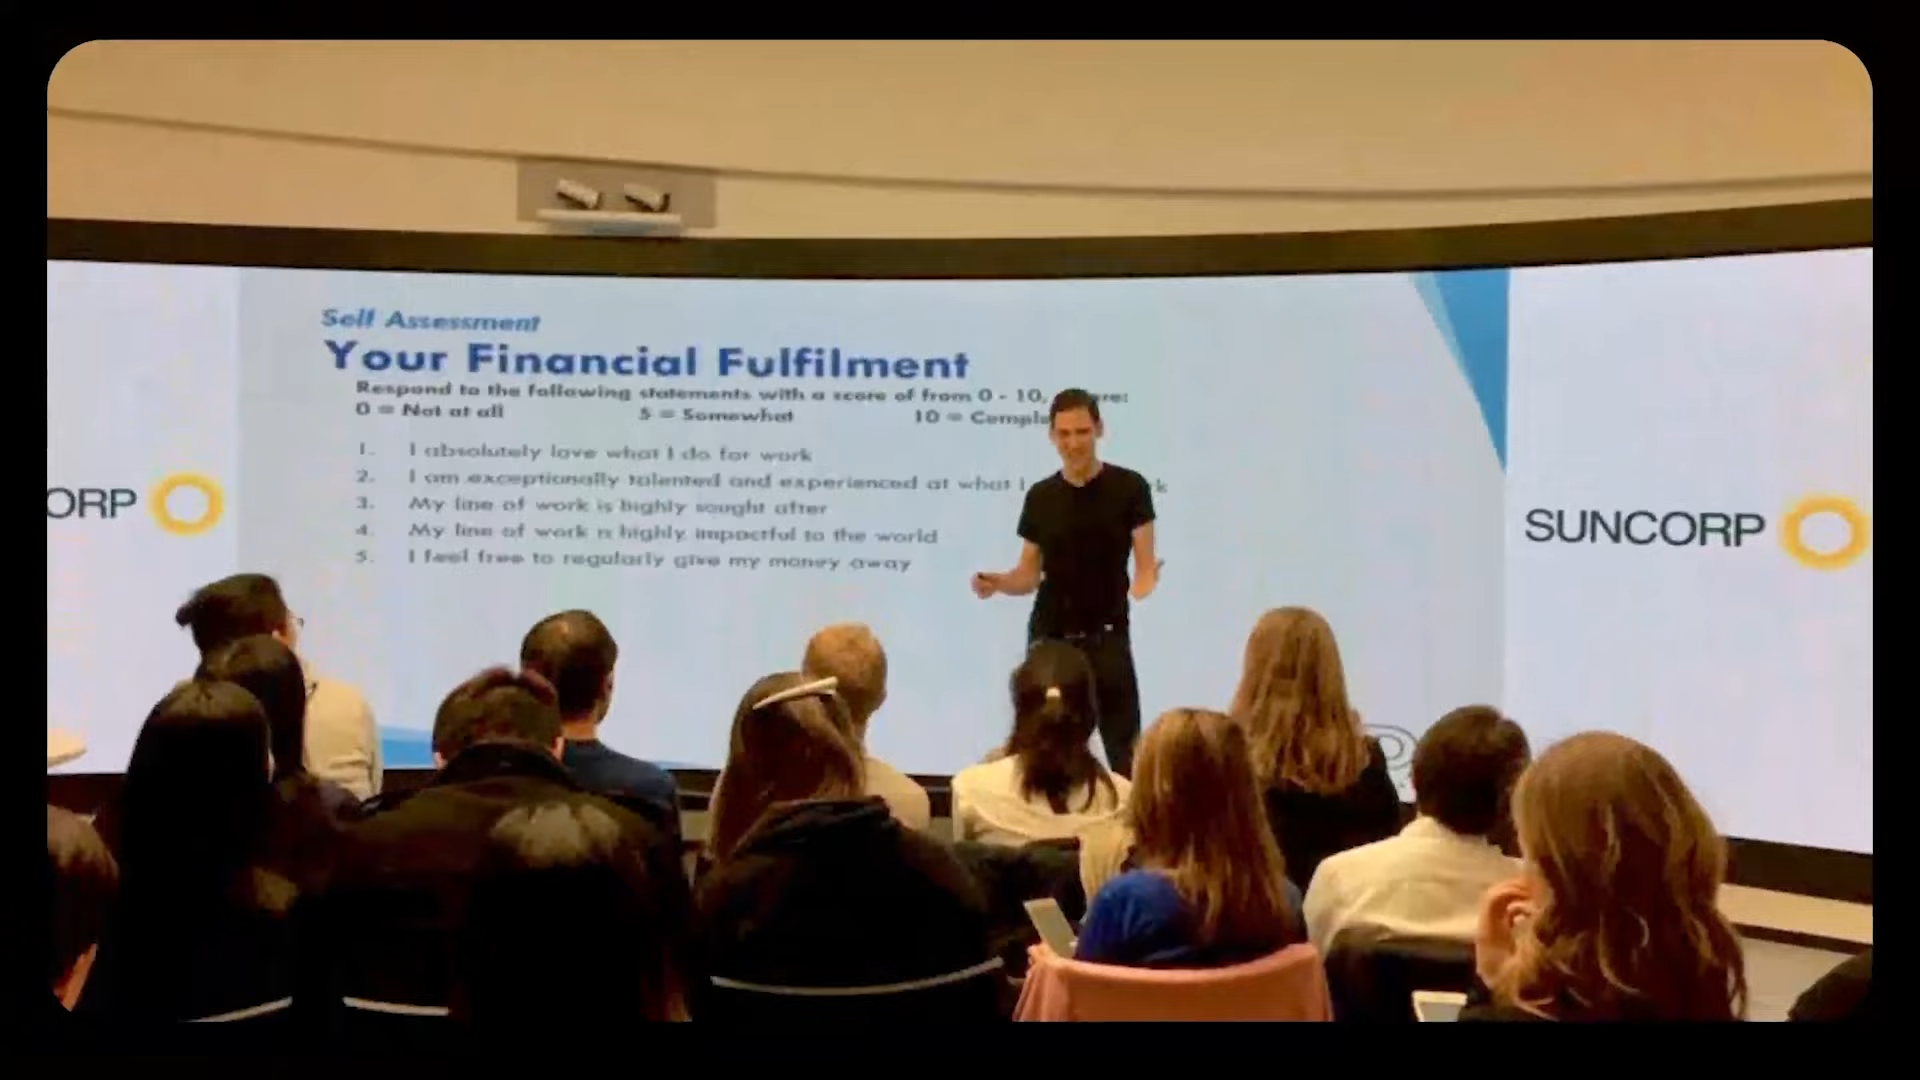 Self Assessment
Your Financial Fulfilment
Respond to the following statements with a score of from 0 - 10,
0 = Not at all 5 = Somewhat 10 =
1. I absolutely love what I do for work
2. I am exceptionally talented and experienced at what I
3. My line of work is highly sought after
4. My line of work is highly impactful to the world
5. I feel free to regularly give my money away
ORP
SUNCORP